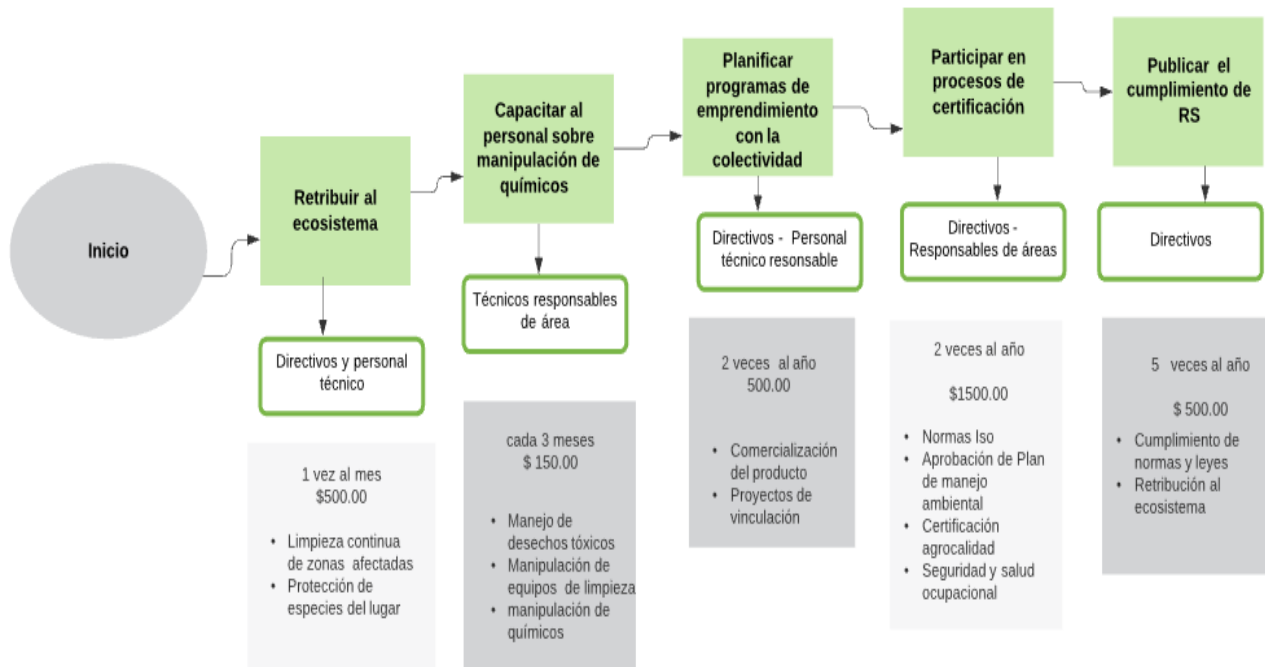 Inicio
Retribuir al
ecosistema
Directivos y personal
técnico
1 vez al mes
$500.00
• Limpieza continua
de zonas afectadas
• Protección de
especies del lugar
Capacitar al
personal sobre
manipulación de
químicos
Técnicos responsables
de área
cada 3 meses
$ 150.00
• Manejo de
desechos tóxicos
• Manipulación de
equipos de limpieza
• manipulación de
químicos
Planificar
programas de
emprendimiento
con la
colectividad
Directivos - Personal
técnico resonsable
2 veces al año
500.00
• Comercialización
del producto
• Proyectos de
vinculación
Participar en
procesos de
certificación
Directivos -
Responsables de áreas
2 veces al año
$1500.00
• Normas Iso
• Aprobación de Plan
de manejo
ambiental
• Certificación
agrocalidad
• Seguridad y salud
ocupacional
Publicar el
cumplimiento de
RS
Directivos
5 veces al año
$ 500.00
• Cumplimiento de
normas y leyes
• Retribución al
ecosistema